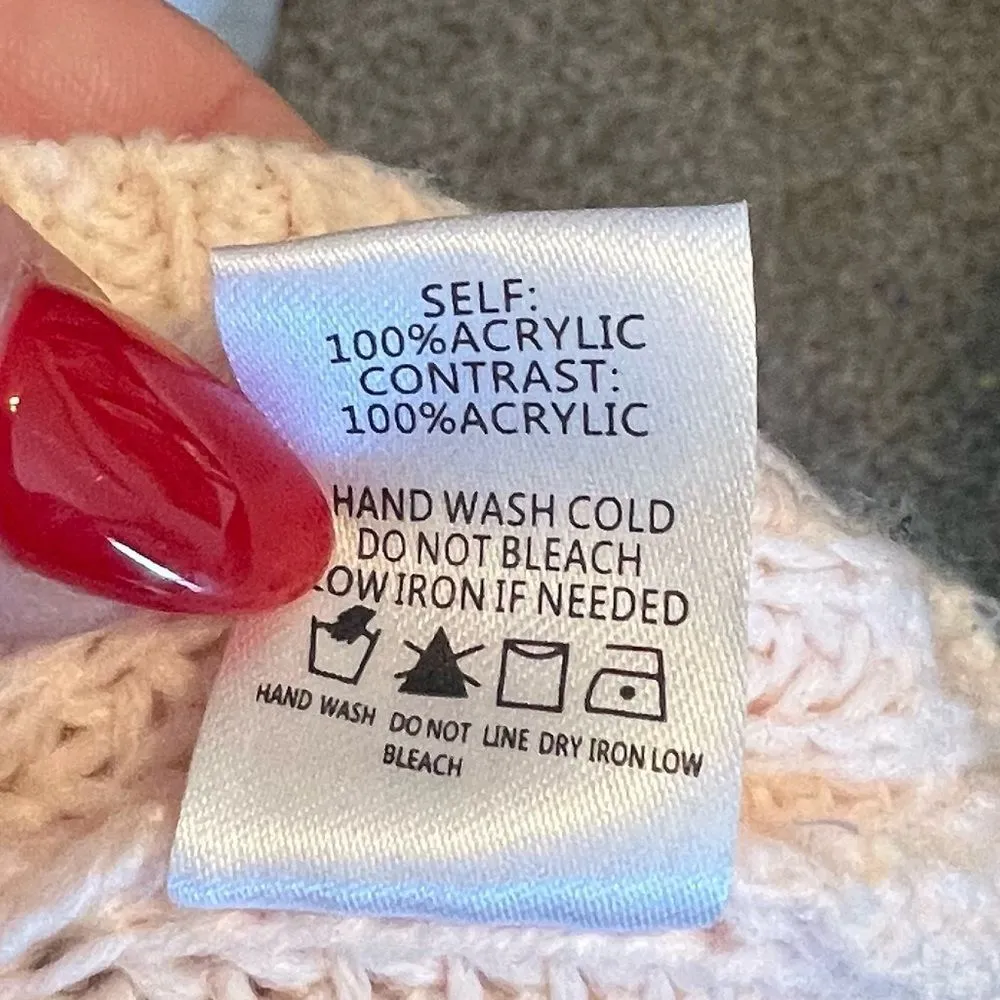 SELF:
100%ACRYLIC
CONTRAST:
100%ACRYLIC
HAND WASH COLD
DO NOT BLEACH
LOW IRON IF NEEDED
HAND WASH DO NOT LINE DRY IRON LOW
BLEACH